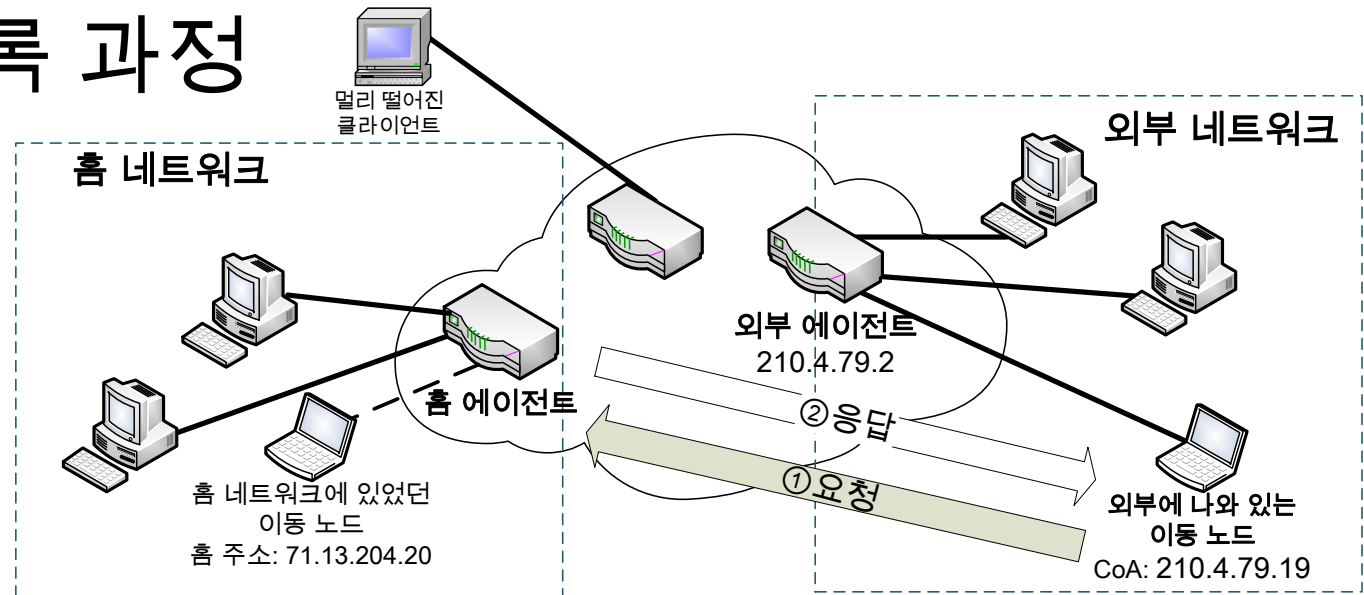 록 과정
멀리 떨어진
클라이언트
홈 네트워크
외부 네트워크
외부 에이전트
210.4.79.2
홈 에이전트
②응답
①요청
홈 네트워크에 있었던
이동 노드
홈 주소: 71.13.204.20
외부에 나와 있는
이동 노드
CoA: 210.4.79.19